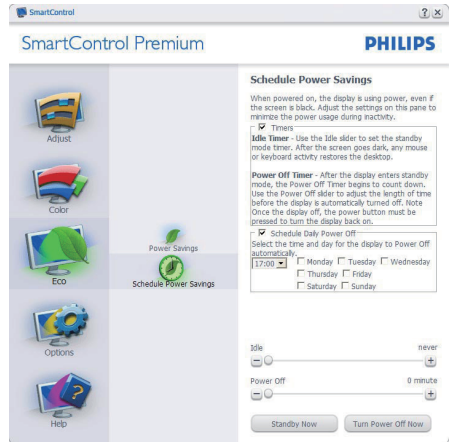 SmartControl
? x
SmartControl Premium
PHILIPS
Adjust
Color
Eco
Options
Help
Power Savings
Schedule Power Savings
Schedule Power Savings
When powered on, the display is using power, even if
the screen is black. Adjust the settings on this pane to
minimize the power usage during inactivity.
Timers
Idle Timer - Use the Idle slider to set the standby
mode timer. After the screen goes dark, any mouse
or keyboard activity restores the desktop.
Power Off Timer - After the display enters standby
mode, the Power Off Timer begins to count down.
Use the Power Off slider to adjust the length of time
before the display is automatically turned off. Note
Once the display off, the power button must be
pressed to turn the display back on.
Schedule Daily Power Off
Select the time and day for the display to Power Off
automatically.
17:00 Monday Tuesday Wednesday
Thursday Friday
Saturday Sunday
Idle never
Power Off 0 minute
Standby Now Turn Power Off Now